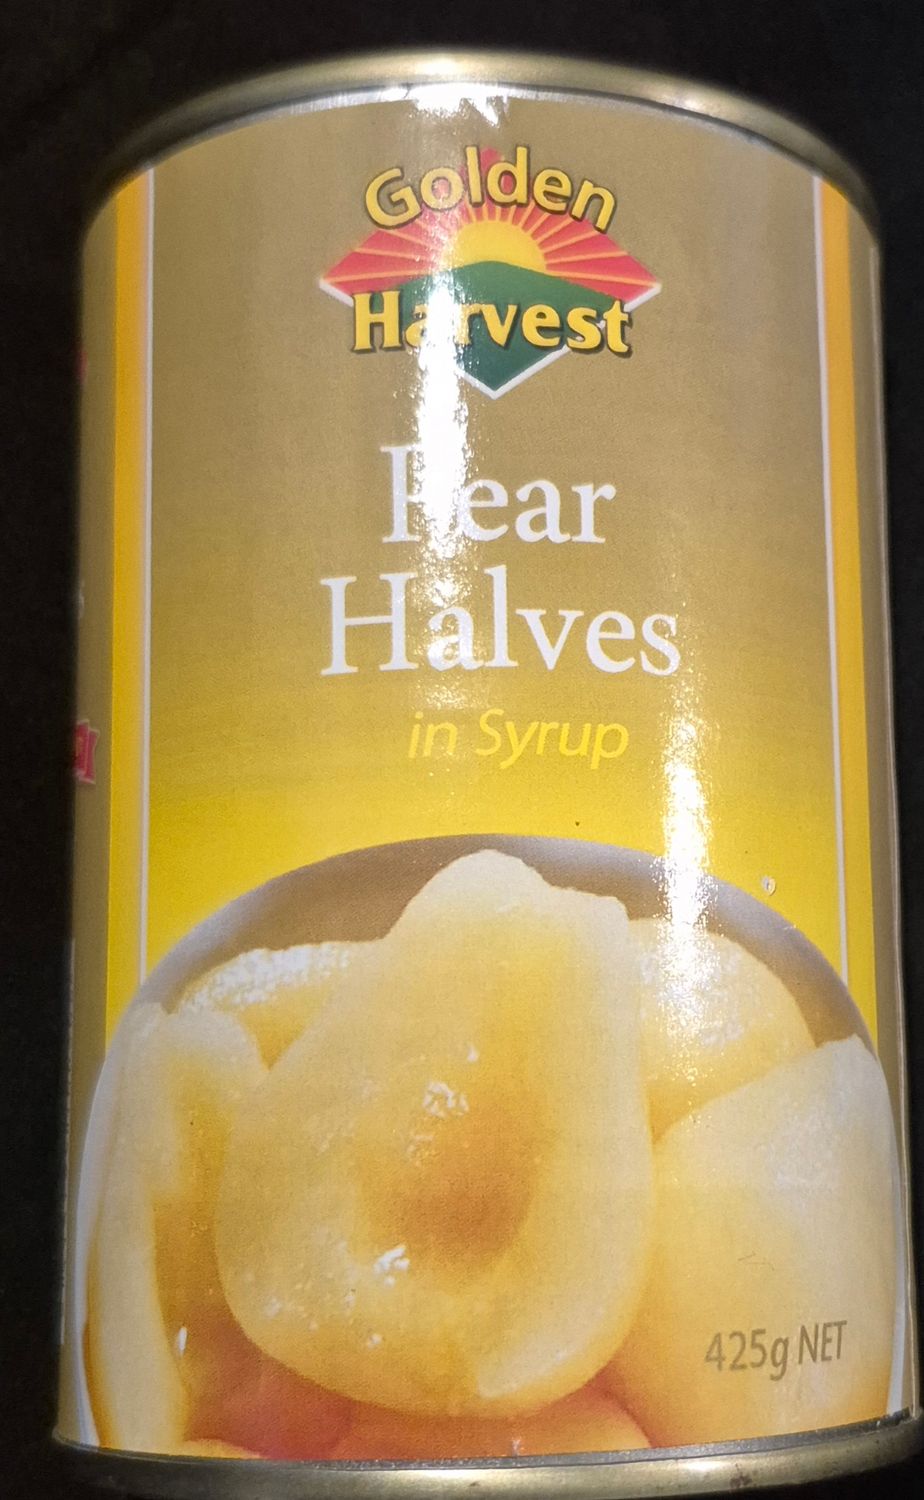 Golden
Harvest
Pear
Halves
in Syrup
425g NET